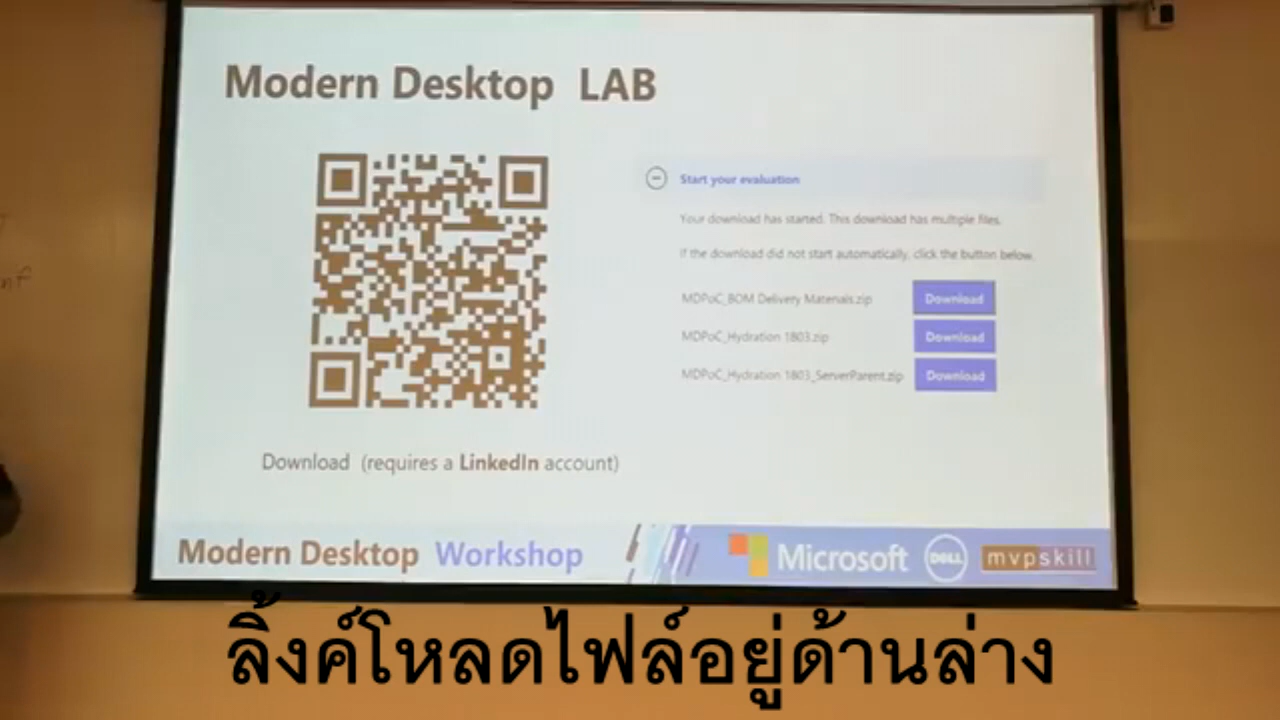 Modern Desktop LAB
Start your evaluation
Your download has started. This download has multiple files.
If the download did not start automatically, click the button below.
MDPoC_BOM Delivery Materials.zip Download
MDPoC_Hydration 1803.zip Download
MDPoC_Hydration 1803_ServerParent.zip Download
Download (requires a LinkedIn account)
Modern Desktop Workshop
Microsoft
DELL
mvpskill
ลิ้งค์โหลดไฟล์อยู่ด้านล่าง